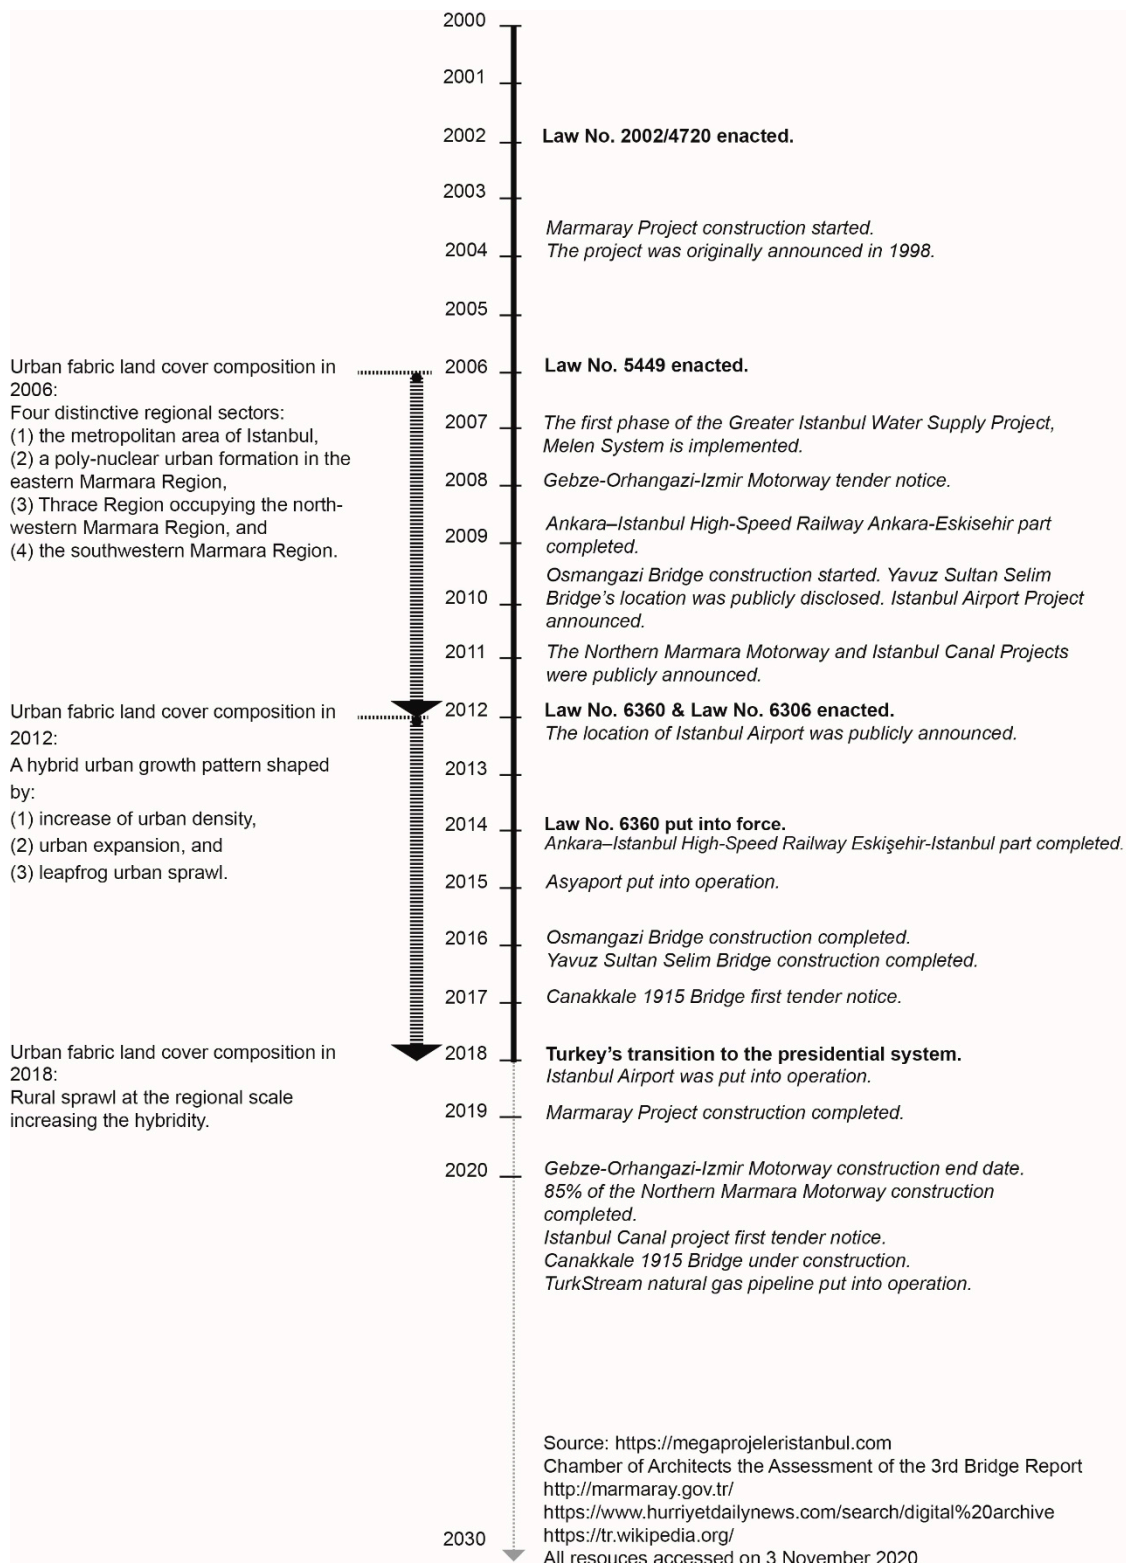 2000
2001
2002
Law No. 2002/4720 enacted.
2003
Marmaray Project construction started.
2004
The project was originally announced in 1998.
2005
Urban fabric land cover composition in
2006:
Four distinctive regional sectors:
(1) the metropolitan area of Istanbul,
(2) a poly-nuclear urban formation in the
eastern Marmara Region,
(3) Thrace Region occupying the north-
western Marmara Region, and
(4) the southwestern Marmara Region.
2006
Law No. 5449 enacted.
2007
The first phase of the Greater Istanbul Water Supply Project,
Melen System is implemented.
2008
Gebze-Orhangazi-Izmir Motorway tender notice.
2009
Ankara–Istanbul High-Speed Railway Ankara-Eskisehir part
completed.
2010
Osmangazi Bridge construction started. Yavuz Sultan Selim
Bridge’s location was publicly disclosed. Istanbul Airport Project
announced.
2011
The Northern Marmara Motorway and Istanbul Canal Projects
were publicly announced.
Urban fabric land cover composition in
2012:
A hybrid urban growth pattern shaped
by:
(1) increase of urban density,
(2) urban expansion, and
(3) leapfrog urban sprawl.
2012
Law No. 6360 & Law No. 6306 enacted.
The location of Istanbul Airport was publicly announced.
2013
2014
Law No. 6360 put into force.
Ankara–Istanbul High-Speed Railway Eskişehir-Istanbul part completed.
2015
Asyaport put into operation.
2016
Osmangazi Bridge construction completed.
Yavuz Sultan Selim Bridge construction completed.
2017
Canakkale 1915 Bridge first tender notice.
Urban fabric land cover composition in
2018:
Rural sprawl at the regional scale
increasing the hybridity.
2018
Turkey’s transition to the presidential system.
Istanbul Airport was put into operation.
2019
Marmaray Project construction completed.
2020
Gebze-Orhangazi-Izmir Motorway construction end date.
85% of the Northern Marmara Motorway construction
completed.
Istanbul Canal project first tender notice.
Canakkale 1915 Bridge under construction.
TurkStream natural gas pipeline put into operation.
Source: https://megaprojeleristanbul.com
Chamber of Architects the Assessment of the 3rd Bridge Report
http://marmaray.gov.tr/
https://www.hurriyetdailynews.com/search/digital%20archive
https://tr.wikipedia.org/
All resouces accessed on 3 November 2020
2030